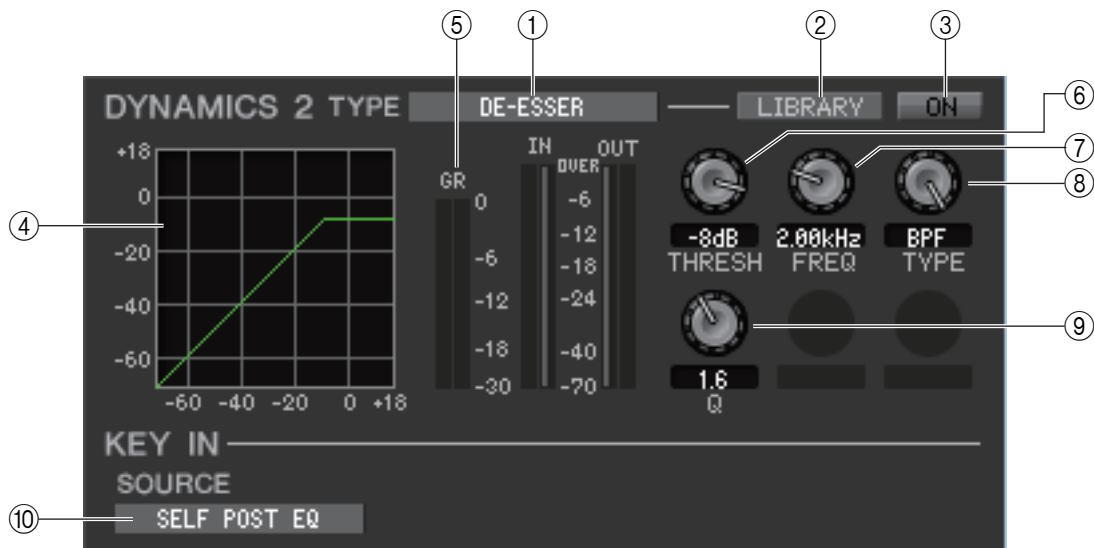 ⑤ ① ② ③
DYNAMICS 2 TYPE DE-ESSER LIBRARY ON
⑥
⑦
⑧
④
+18
0
-20
-40
-60
-60 -40 -20 0 +18
GR
0
-6
-12
-18
-30
IN OUT
OVER
-6
-12
-18
-24
-40
-70
-8dB 2.00kHz BPF
THRESH FREQ TYPE
⑨
1.6
Q
KEY IN
SOURCE
⑩ SELF POST EQ